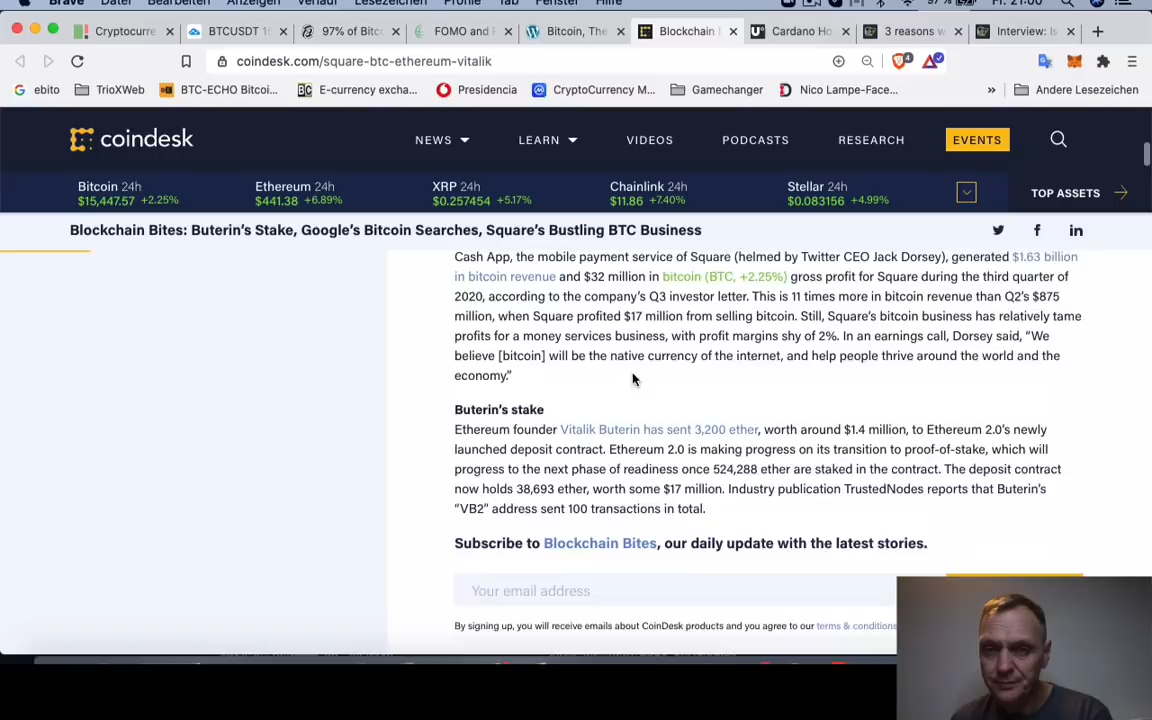 Brave Datei Bearbeiten Anzeigen Verlauf Lesezeichen Profile Tab Fenster Hilfe 97 % Fr. 21:00
Cryptocurre BTCUSDT 15 97% of Bitc FOMO and F Bitcoin, The Blockchain Cardano Ho 3 reasons w Interview: Is
coindesk.com/square-btc-ethereum-vitalik 4
ebito TrioXWeb BTC-ECHO Bitcoi... E-currency excha... Presidencia CryptoCurrency M... Gamechanger Nico Lampe-Face... » Andere Lesezeichen
coindesk NEWS LEARN VIDEOS PODCASTS RESEARCH EVENTS
Bitcoin 24h Ethereum 24h XRP 24h Chainlink 24h Stellar 24h
$15,447.57 +2.25% $441.38 +6.89% $0.257454 +5.17% $11.86 +7.40% $0.083156 +4.99% TOP ASSETS
Blockchain Bites: Buterin’s Stake, Google’s Bitcoin Searches, Square’s Bustling BTC Business
Cash App, the mobile payment service of Square (helmed by Twitter CEO Jack Dorsey), generated $1.63 billion
in bitcoin revenue and $32 million in bitcoin (BTC, +2.25%) gross profit for Square during the third quarter of
2020, according to the company’s Q3 investor letter. This is 11 times more in bitcoin revenue than Q2’s $875
million, when Square profited $17 million from selling bitcoin. Still, Square’s bitcoin business has relatively tame
profits for a money services business, with profit margins shy of 2%. In an earnings call, Dorsey said, “We
believe [bitcoin] will be the native currency of the internet, and help people thrive around the world and the
economy.”
Buterin’s stake
Ethereum founder Vitalik Buterin has sent 3,200 ether, worth around $1.4 million, to Ethereum 2.0’s newly
launched deposit contract. Ethereum 2.0 is making progress on its transition to proof-of-stake, which will
progress to the next phase of readiness once 524,288 ether are staked in the contract. The deposit contract
now holds 38,693 ether, worth some $17 million. Industry publication TrustedNodes reports that Buterin’s
“VB2” address sent 100 transactions in total.
Subscribe to Blockchain Bites, our daily update with the latest stories.
Your email address
By signing up, you will receive emails about CoinDesk products and you agree to our terms & conditions